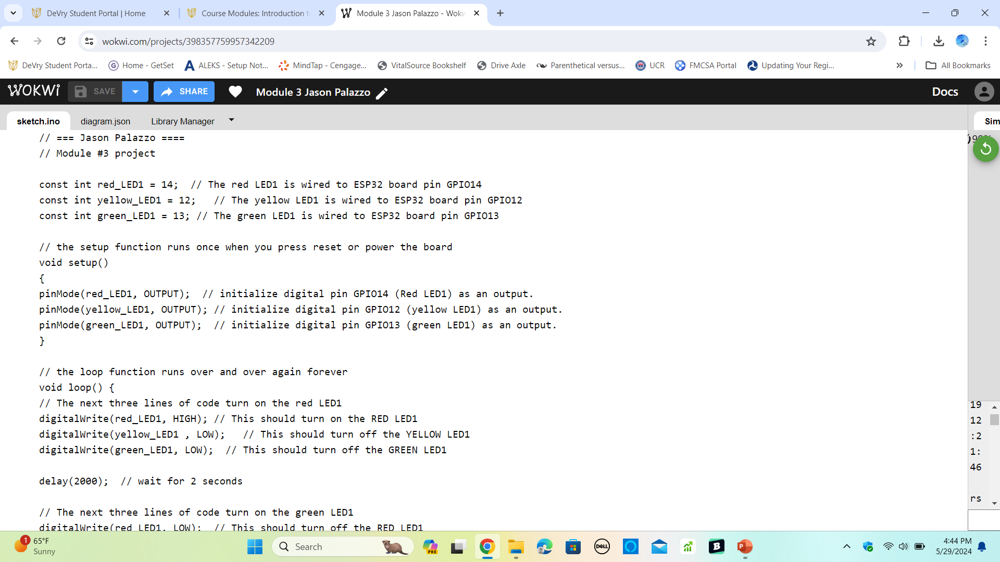 DeVry Student Portal | Home
Course Modules: Introduction t
Module 3 Jason Palazzo - Wokw
wokwi.com/projects/398357759957342209
DeVry Student Porta...
Home - GetSet
ALEKS - Setup Not...
MindTap - Cengage...
VitalSource Bookshelf
Drive Axle
Parenthetical versus...
UCR
FMCSA Portal
Updating Your Regi...
All Bookmarks
WOKWi
SAVE
SHARE
Module 3 Jason Palazzo
Docs
sketch.ino
diagram.json
Library Manager
Sim
// === Jason Palazzo ====
// Module #3 project
const int red_LED1 = 14;  // The red LED1 is wired to ESP32 board pin GPIO14
const int yellow_LED1 = 12;   // The yellow LED1 is wired to ESP32 board pin GPIO12
const int green_LED1 = 13; // The green LED1 is wired to ESP32 board pin GPIO13
// the setup function runs once when you press reset or power the board
void setup()
{
pinMode(red_LED1, OUTPUT);  // initialize digital pin GPIO14 (Red LED1) as an output.
pinMode(yellow_LED1, OUTPUT); // initialize digital pin GPIO12 (yellow LED1) as an output.
pinMode(green_LED1, OUTPUT);  // initialize digital pin GPIO13 (green LED1) as an output.
}
// the loop function runs over and over again forever
void loop() {
// The next three lines of code turn on the red LED1
digitalWrite(red_LED1, HIGH); // This should turn on the RED LED1
digitalWrite(yellow_LED1 , LOW);   // This should turn off the YELLOW LED1
digitalWrite(green_LED1, LOW);  // This should turn off the GREEN LED1
delay(2000);  // wait for 2 seconds
// The next three lines of code turn on the green LED1
digitalWrite(red_LED1, LOW);  // This should turn off the RED LED1
19
12
:2
1:
46
rs
1
65°F
Sunny
Search
PRE
DELL
B
P
4:44 PM
5/29/2024